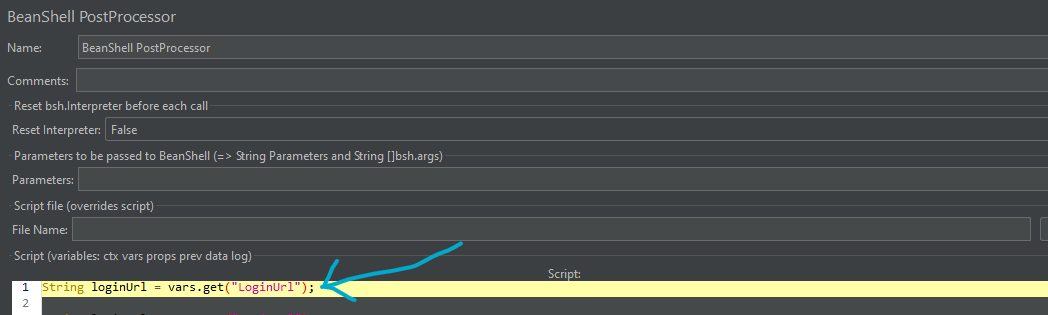 BeanShell PostProcessor
Name: BeanShell PostProcessor
Comments:
Reset bsh.Interpreter before each call
Reset Interpreter: False
Parameters to be passed to BeanShell (=> String Parameters and String []bsh.args)
Parameters:
Script file (overrides script)
File Name:
Script (variables: ctx vars props prev data log)
Script:
1 String loginUrl = vars.get("LoginUrl");
2